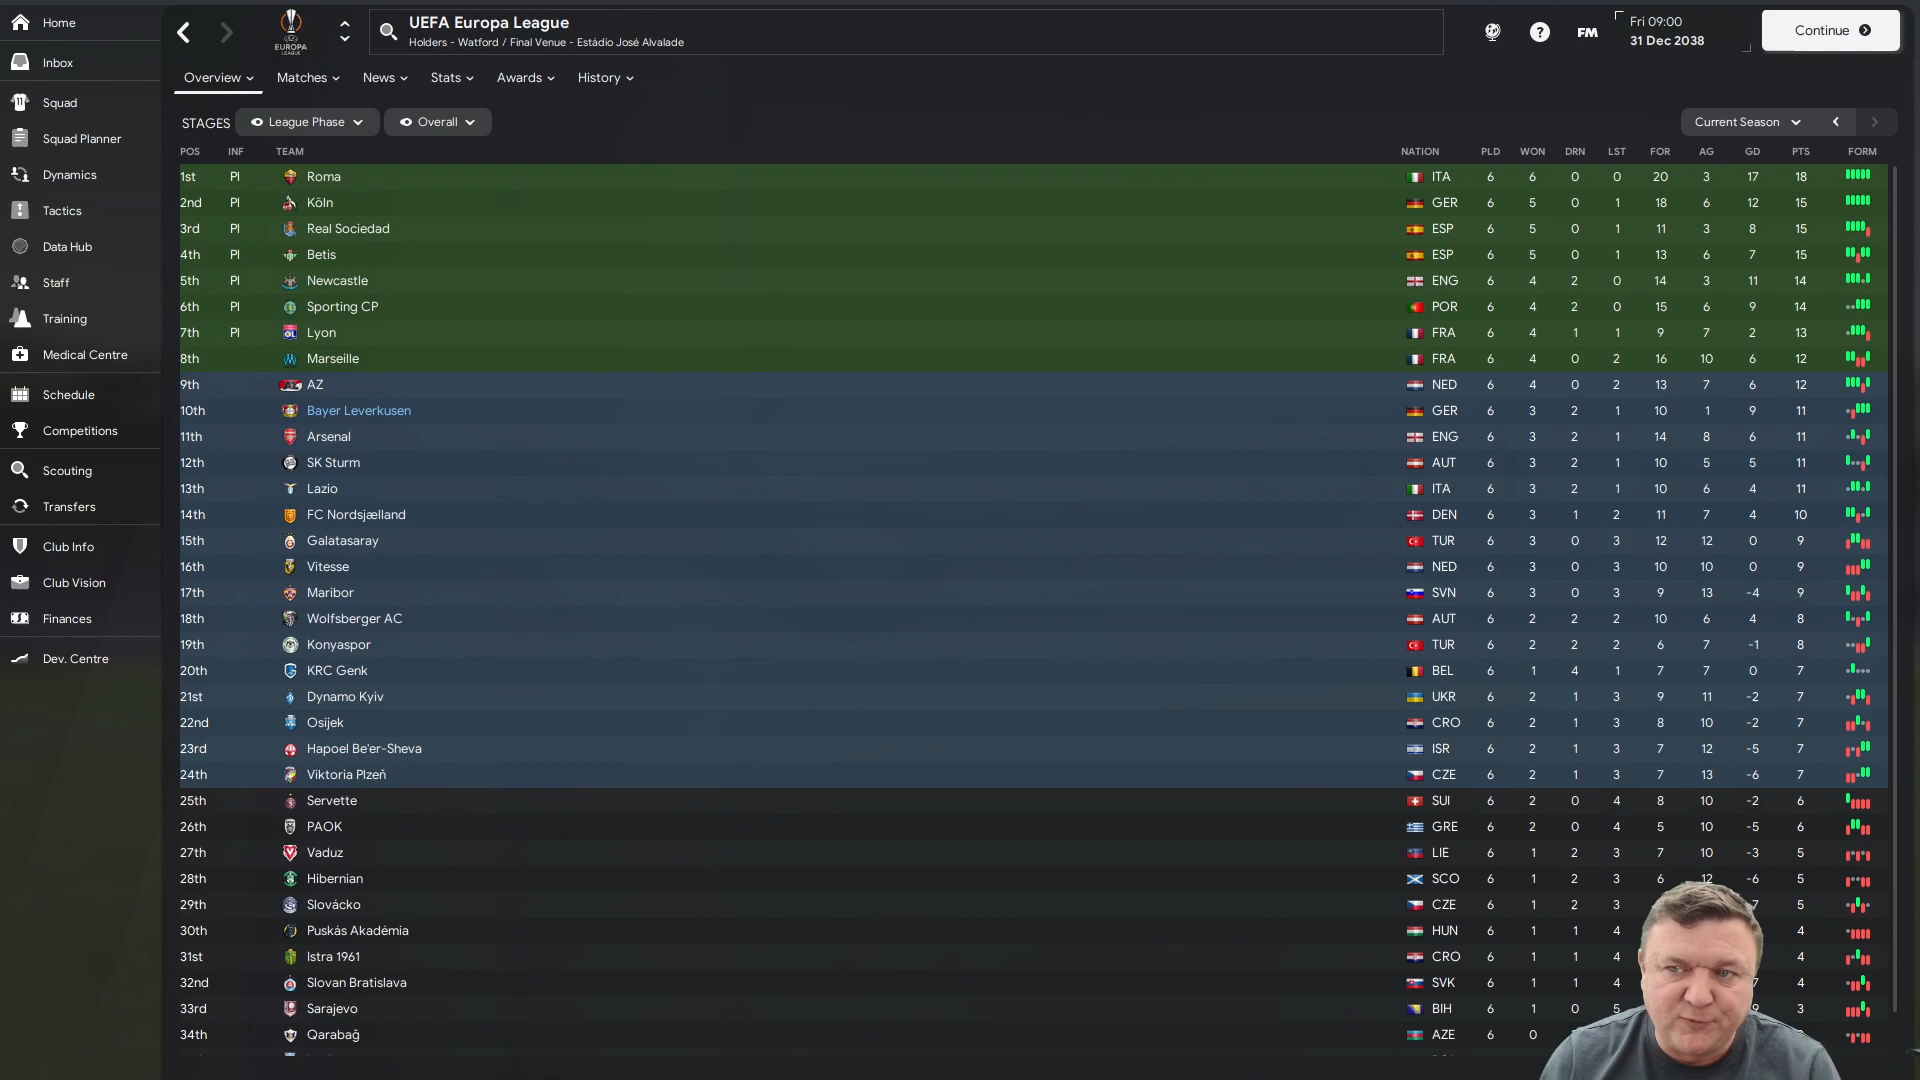 Home
Inbox
Squad
Squad Planner
Dynamics
Tactics
Data Hub
Staff
Training
Medical Centre
Schedule
Competitions
Scouting
Transfers
Club Info
Club Vision
Finances
Dev. Centre
EUROPA
LEAGUE
UEFA Europa League
Holders - Watford / Final Venue - Estádio José Alvalade
FM
Fri 09:00
31 Dec 2038
Continue
Overview Matches News Stats Awards History
STAGES League Phase Overall Current Season
POS INF TEAM NATION PLD WON DRN LST FOR AG GD PTS FORM
1st Pl Roma ITA 6 6 0 0 20 3 17 18
2nd Pl Köln GER 6 5 0 1 18 6 12 15
3rd Pl Real Sociedad ESP 6 5 0 1 11 3 8 15
4th Pl Betis ESP 6 5 0 1 13 6 7 15
5th Pl Newcastle ENG 6 4 2 0 14 3 11 14
6th Pl Sporting CP POR 6 4 2 0 15 6 9 14
7th Pl Lyon FRA 6 4 1 1 9 7 2 13
8th Marseille FRA 6 4 0 2 16 10 6 12
9th AZ NED 6 4 0 2 13 7 6 12
10th Bayer Leverkusen GER 6 3 2 1 10 1 9 11
11th Arsenal ENG 6 3 2 1 14 8 6 11
12th SK Sturm AUT 6 3 2 1 10 5 5 11
13th Lazio ITA 6 3 2 1 10 6 4 11
14th FC Nordsjælland DEN 6 3 1 2 11 7 4 10
15th Galatasaray TUR 6 3 0 3 12 12 0 9
16th Vitesse NED 6 3 0 3 10 10 0 9
17th Maribor SVN 6 3 0 3 9 13 -4 9
18th Wolfsberger AC AUT 6 2 2 2 10 6 4 8
19th Konyaspor TUR 6 2 2 2 6 7 -1 8
20th KRC Genk BEL 6 1 4 1 7 7 0 7
21st Dynamo Kyiv UKR 6 2 1 3 9 11 -2 7
22nd Osijek CRO 6 2 1 3 8 10 -2 7
23rd Hapoel Be'er-Sheva ISR 6 2 1 3 7 12 -5 7
24th Viktoria Plzeň CZE 6 2 1 3 7 13 -6 7
25th Servette SUI 6 2 0 4 8 10 -2 6
26th PAOK GRE 6 2 0 4 5 10 -5 6
27th Vaduz LIE 6 1 2 3 7 10 -3 5
28th Hibernian SCO 6 1 2 3 6 12 -6 5
29th Slovácko CZE 6 1 2 3 7 5
30th Puskás Akadémia HUN 6 1 1 4 4
31st Istra 1961 CRO 6 1 1 4 4
32nd Slovan Bratislava SVK 6 1 1 4 7 4
33rd Sarajevo BIH 6 1 0 5 9 3
34th Qarabağ AZE 6 0